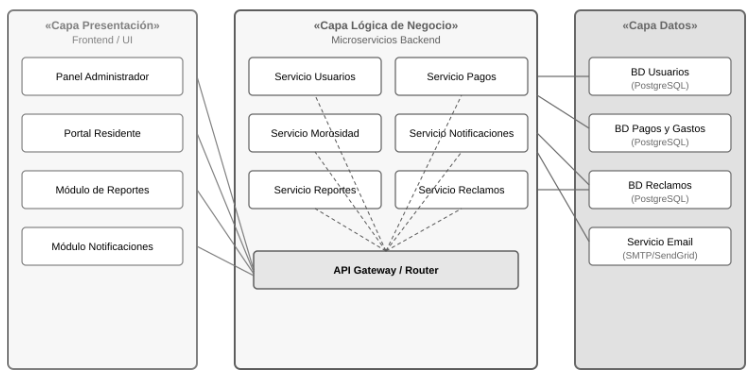 «Capa Presentación»
Frontend / UI
Panel Administrador
Portal Residente
Módulo de Reportes
Módulo Notificaciones
«Capa Lógica de Negocio»
Microservicios Backend
Servicio Usuarios
Servicio Pagos
Servicio Morosidad
Servicio Notificaciones
Servicio Reportes
Servicio Reclamos
API Gateway / Router
«Capa Datos»
BD Usuarios
(PostgreSQL)
BD Pagos y Gastos
(PostgreSQL)
BD Reclamos
(PostgreSQL)
Servicio Email
(SMTP/SendGrid)